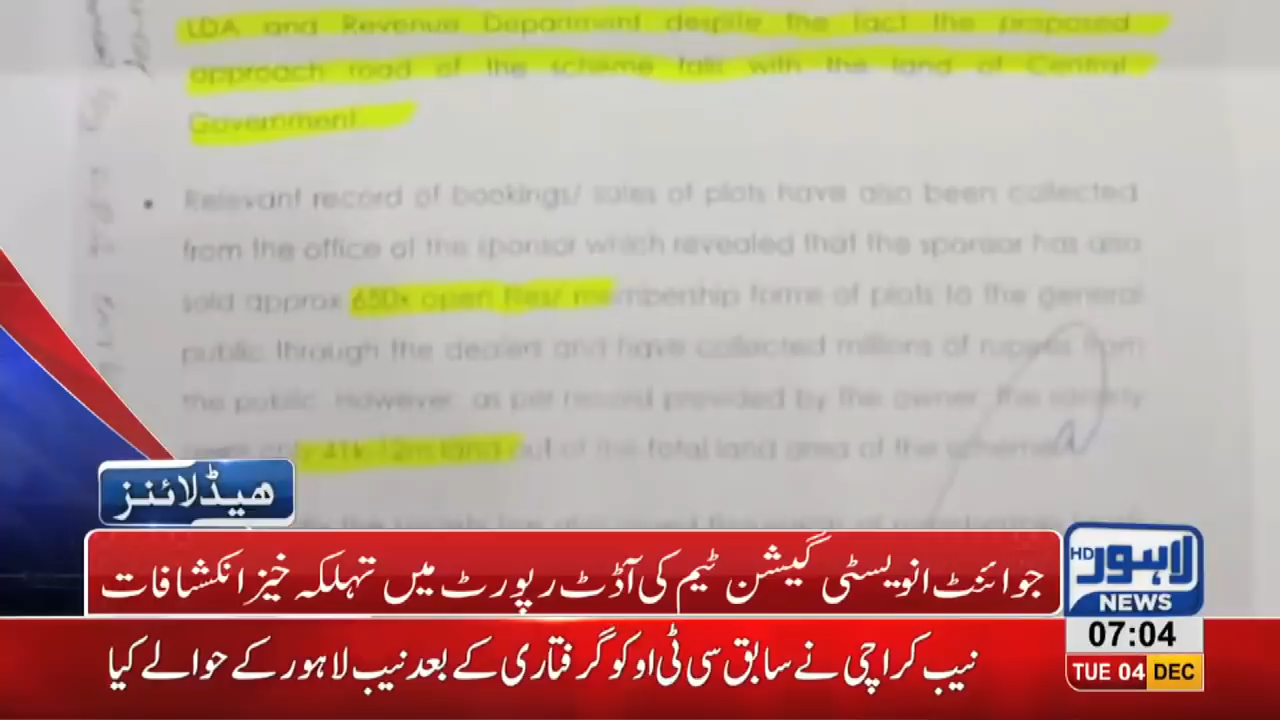 LDA and Revenue Department despite the fact the proposed
approach road of the scheme falls with the land of Central
Government.
• Relevant record of bookings/ sales of plots have also been collected
from the office of the sponsor which revealed that the sponsor has also
sold approx 650x open files/ membership forms of plots to the general
public through the dealers and have collected millions of rupees from
the public. However, as per record provided by the owner, the society
only 41k-12m land out of the total land area of the scheme.
ھیڈلائنز
جوائنٹ انویسٹی گیشن ٹیم کی آڈٹ رپورٹ میں تہلکہ خیز انکشافات
نیب کراچی نے سابق سی ٹی او کو گرفتاری کے بعد نیب لاہور کے حوالے کیا
لاہور HD
NEWS
07:04
TUE 04 DEC